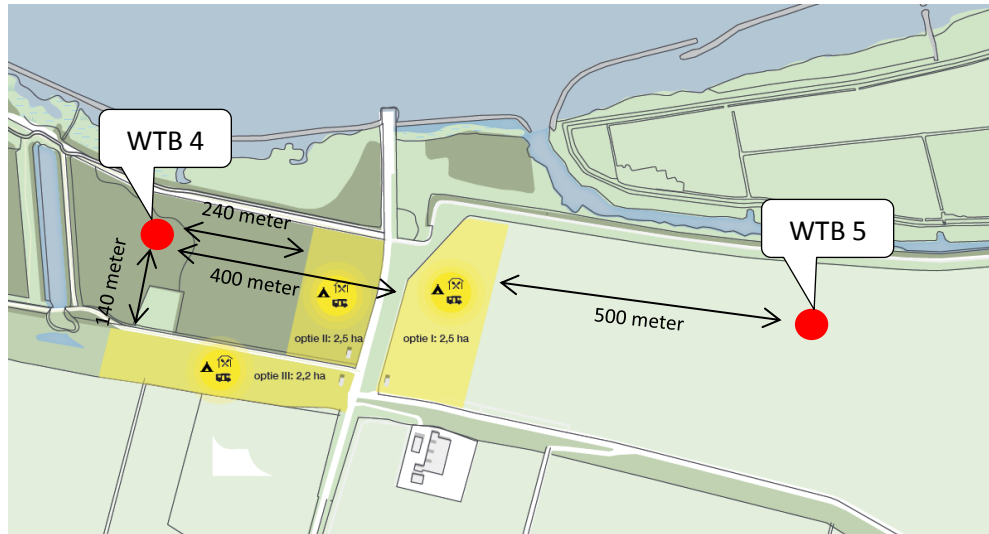 WTB 4
240 meter
400 meter
140 meter
WTB 5
500 meter
optie II: 2,5 ha
optie I: 2,5 ha
optie III: 2,2 ha